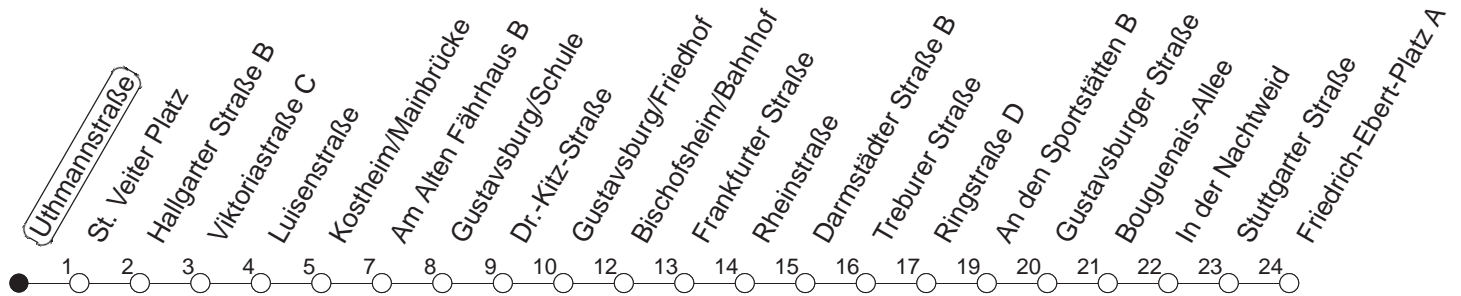 Uthmannstraße
St. Veiter Platz
Hallgarter Straße B
Viktoriastraße C
Luisenstraße
Kostheim/Mainbrücke
Am Alten Fährhaus B
Gustavsburg/Schule
Dr.-Kitz-Straße
Gustavsburg/Friedhof
Bischofsheim/Bahnhof
Frankfurter Straße
Rheinstraße
Darmstädter Straße B
Treburer Straße
Ringstraße D
An den Sportstätten B
Gustavsburger Straße
Bouguenais-Allee
In der Nachtweid
Stuttgarter Straße
Friedrich-Ebert-Platz A
1 2 3 4 5 7 8 9 10 12 13 14 15 16 17 19 20 21 22 23 24